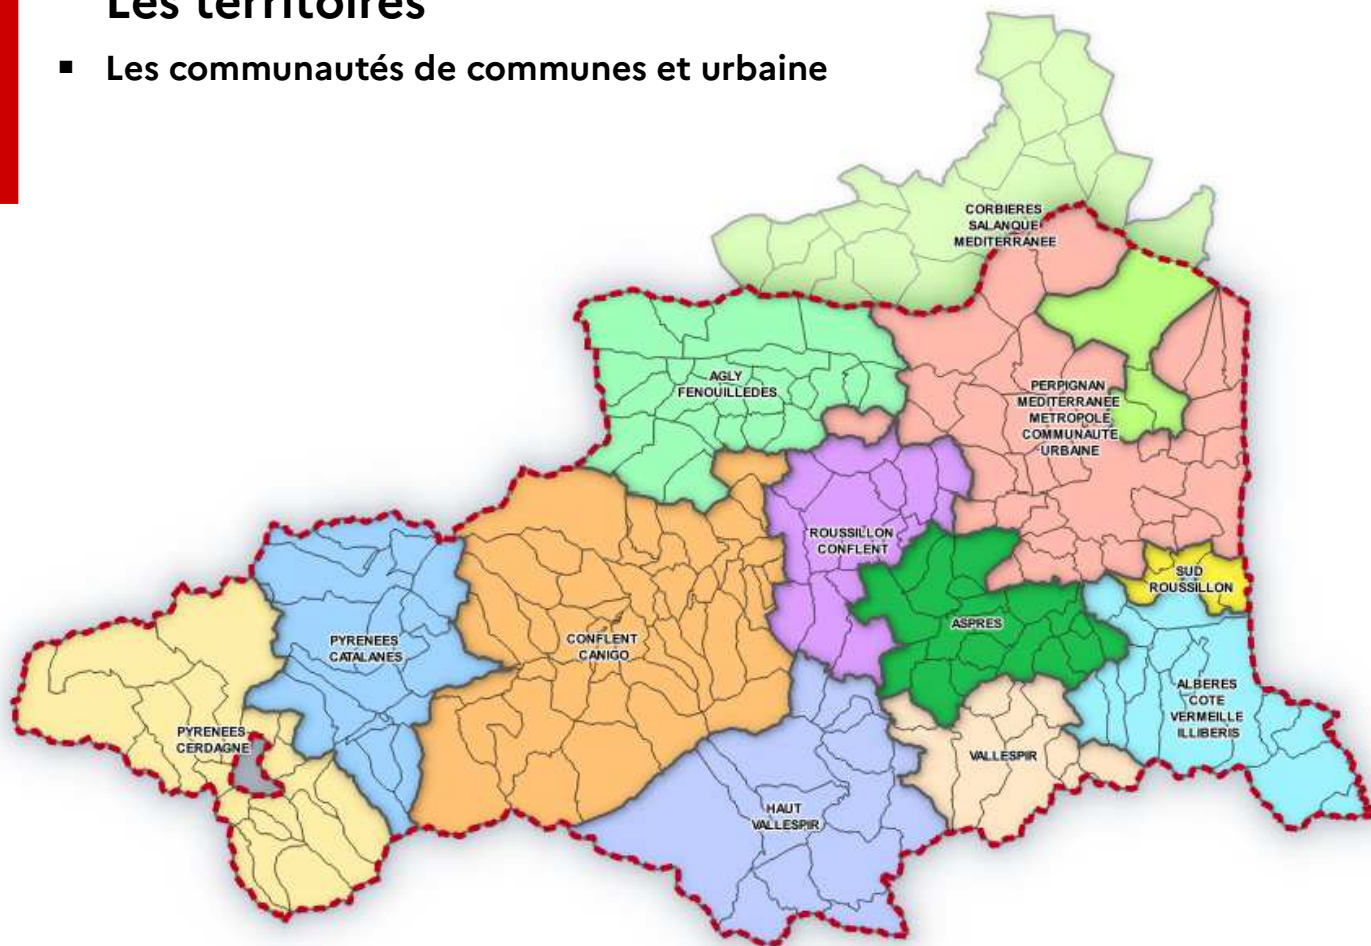 Les territoires
▪ Les communautés de communes et urbaine
CORBIERES
SALANQUE
MEDITERRANEE
AGLY
FENOUILLEDES
PERPIGNAN
MEDITERRANEE
METROPOLE
COMMUNAUTE
URBAINE
ROUSSILLON
CONFLENT
SUD
ROUSSILLON
ASPRES
PYRENEES
CATALANES
CONFLENT
CANIGO
ALBERES
COTE
VERMEILLE
ILLIBERIS
PYRENEES
CERDAGNE
VALLESPIR
HAUT
VALLESPIR